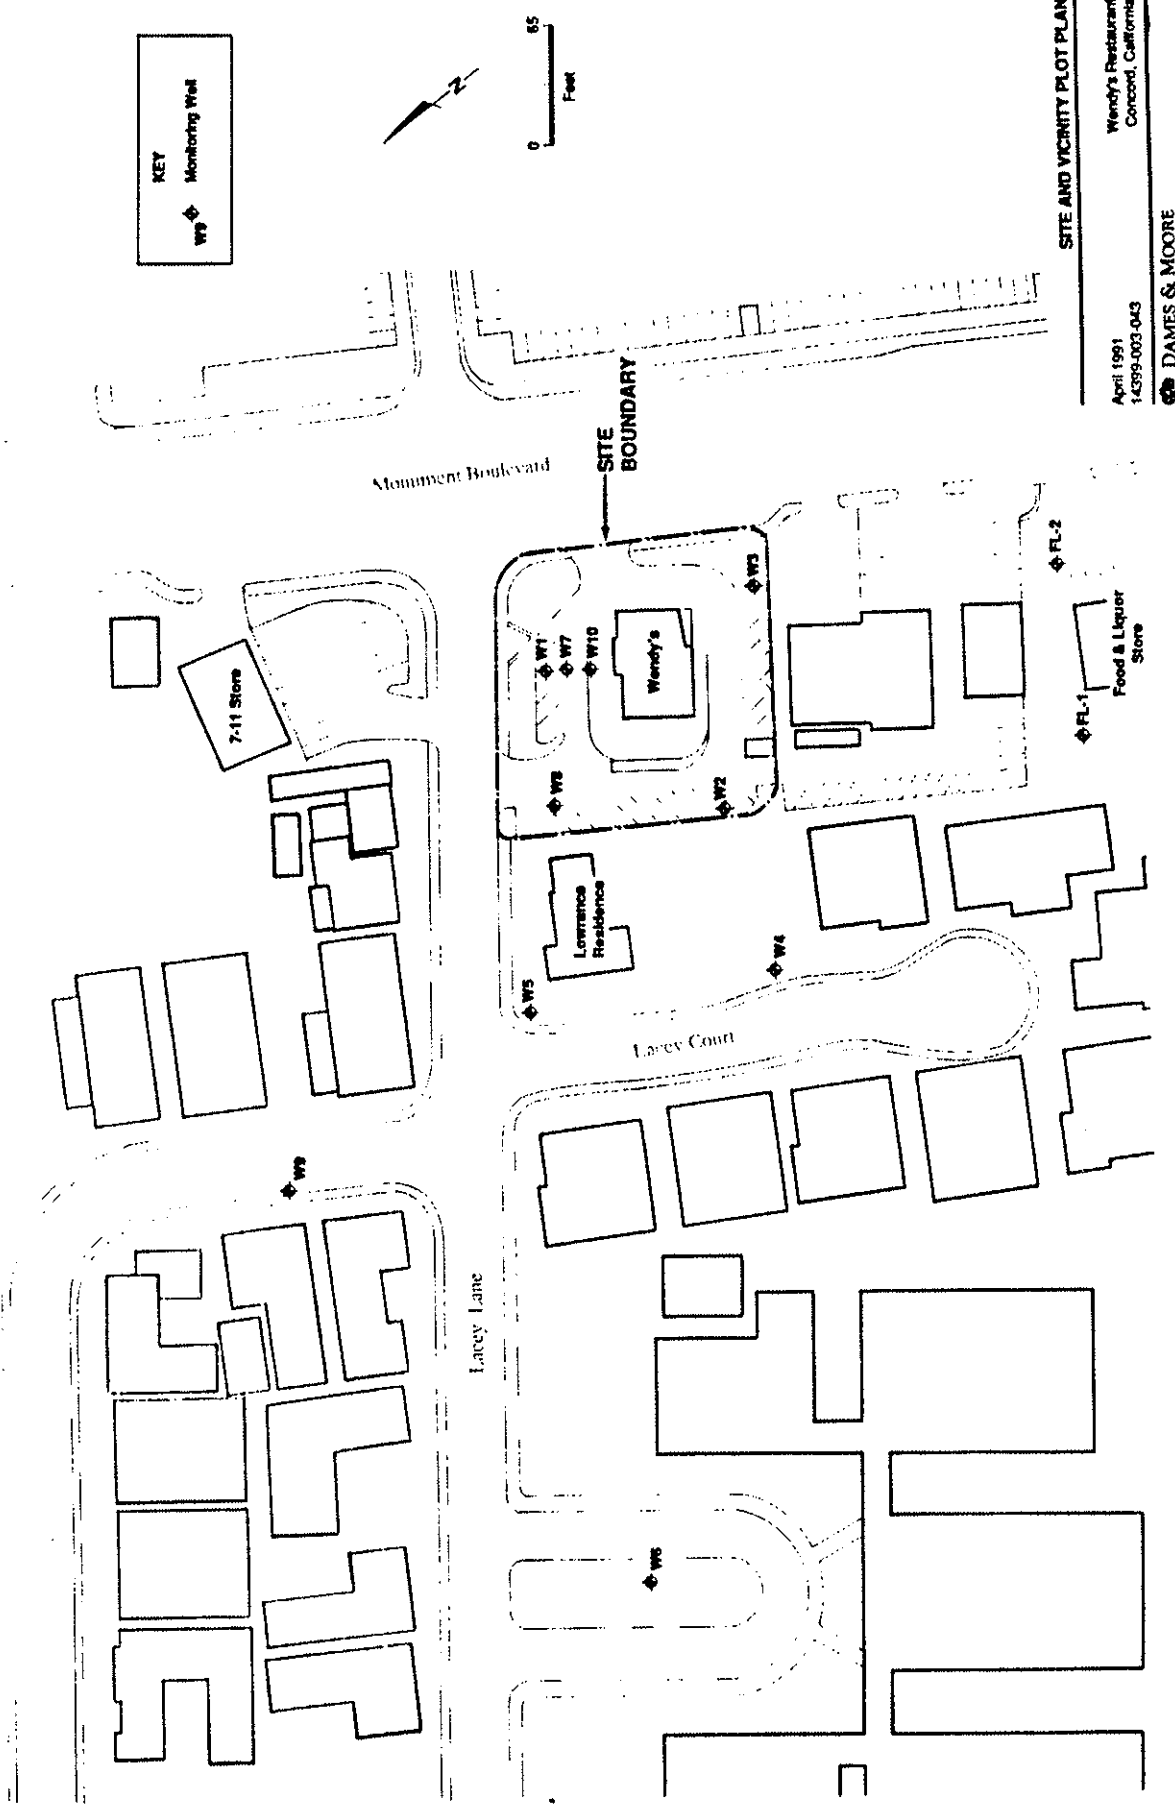 KEY
W9 Monitoring Well
N
0 65
Feet
Monument Boulevard
SITE
BOUNDARY
7-11 Store
W1
W7
W10
Wendy's
W3
W8
W2
FL-2
FL-1
Food & Liquor
Store
Lowrance
Residence
W5
W4
Lacey Court
W9
Lacey Lane
W6
SITE AND VICINITY PLOT PLAN
Wendy's Restaurant
Concord, California
April 1991
14399-003-043
DAMES & MOORE